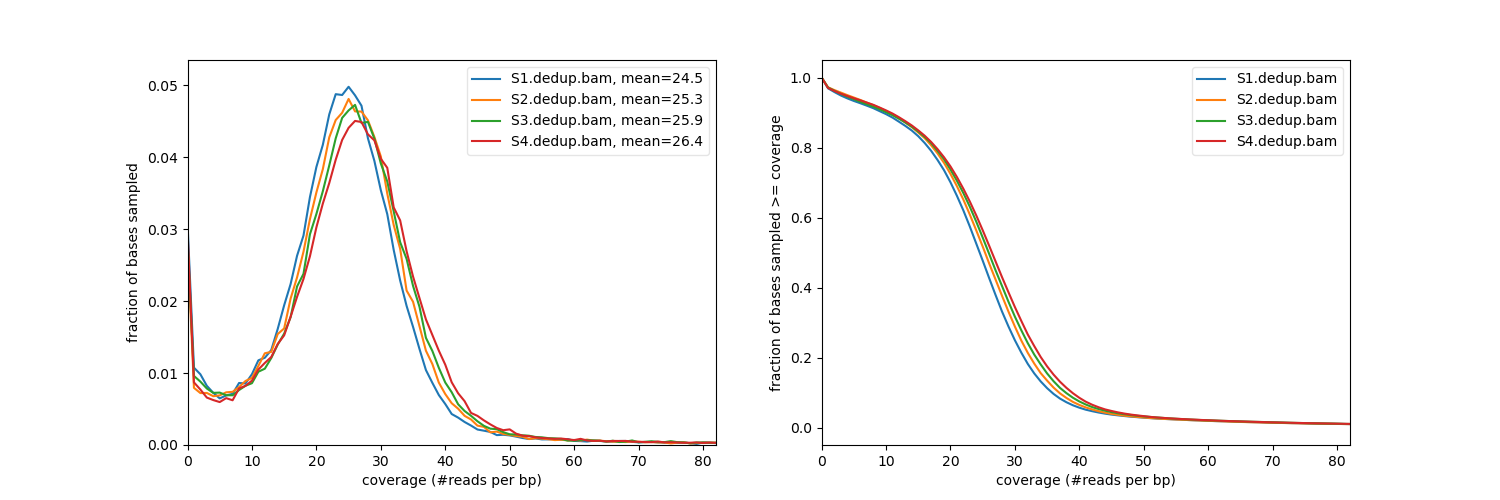 S1.dedup.bam, mean=24.5
S2.dedup.bam, mean=25.3
S3.dedup.bam, mean=25.9
S4.dedup.bam, mean=26.4
fraction of bases sampled
0.05
0.04
0.03
0.02
0.01
0.00
0 10 20 30 40 50 60 70 80
coverage (#reads per bp)
S1.dedup.bam
S2.dedup.bam
S3.dedup.bam
S4.dedup.bam
fraction of bases sampled >= coverage
1.0
0.8
0.6
0.4
0.2
0.0
0 10 20 30 40 50 60 70 80
coverage (#reads per bp)